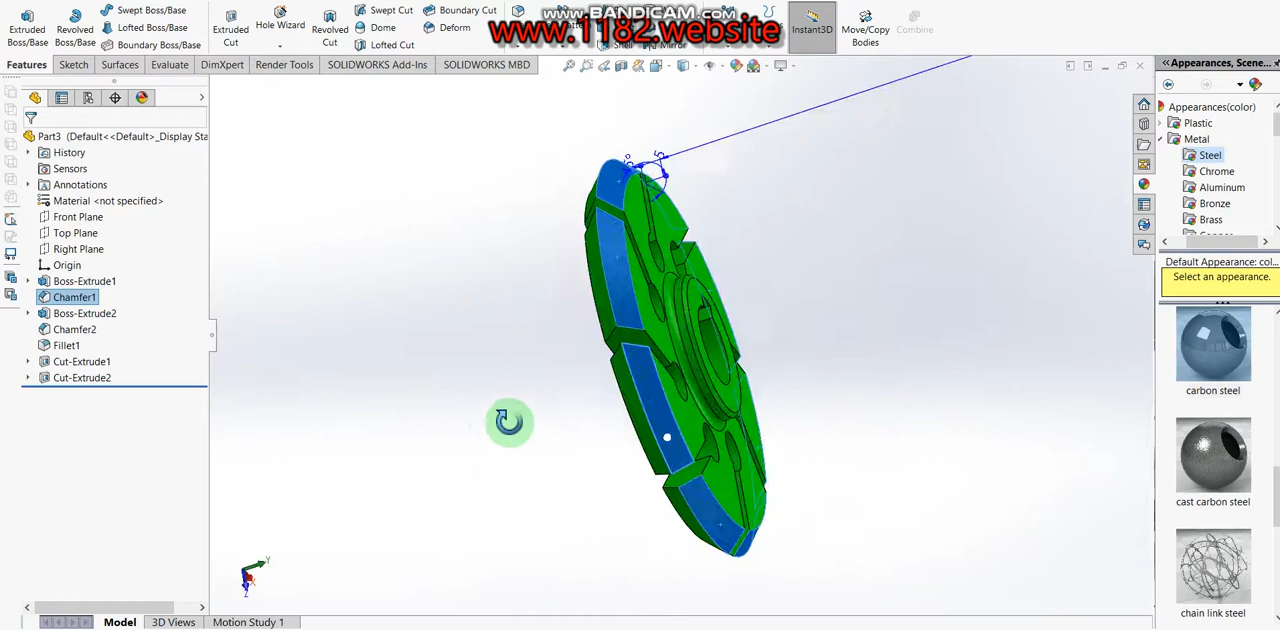 www.BANDICAM.com
www.1182.website
Extruded Boss/Base
Revolved Boss/Base
Swept Boss/Base
Lofted Boss/Base
Boundary Boss/Base
Extruded Cut
Hole Wizard
Revolved Cut
Swept Cut
Dome
Lofted Cut
Boundary Cut
Deform
Shell
Mirror
Instant3D
Move/Copy Bodies
Combine
Features
Sketch
Surfaces
Evaluate
DimXpert
Render Tools
SOLIDWORKS Add-Ins
SOLIDWORKS MBD
Part3 (Default<<Default>_Display Sta
History
Sensors
Annotations
Material <not specified>
Front Plane
Top Plane
Right Plane
Origin
Boss-Extrude1
Chamfer1
Boss-Extrude2
Chamfer2
Fillet1
Cut-Extrude1
Cut-Extrude2
5
Y
Z
Model
3D Views
Motion Study 1
Appearances, Scene...
Appearances(color)
Plastic
Metal
Steel
Chrome
Aluminum
Bronze
Brass
Default Appearance: col...
Select an appearance.
carbon steel
cast carbon steel
chain link steel